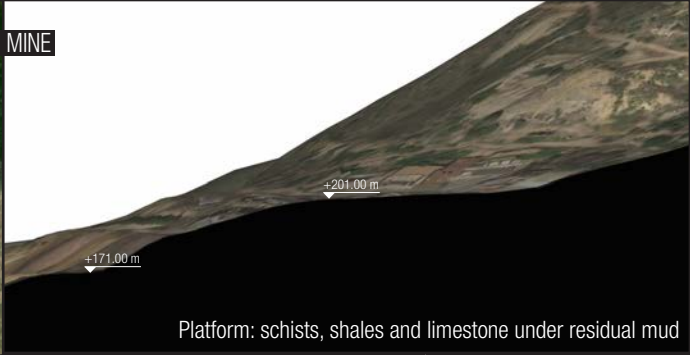 MINE
+201.00 m
+171.00 m
Platform: schists, shales and limestone under residual mud